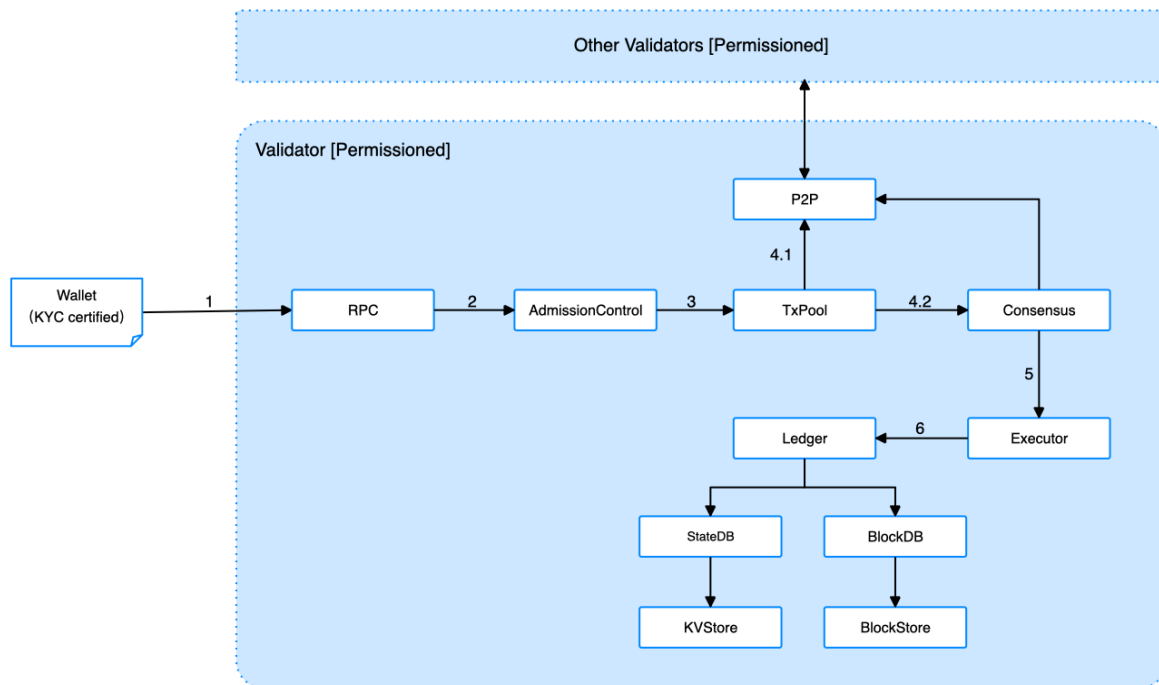 Other Validators [Permissioned]
Validator [Permissioned]
P2P
4.1
Wallet
（KYC certified）
1
RPC
2
AdmissionControl
3
TxPool
4.2
Consensus
5
Ledger
6
Executor
StateDB
BlockDB
KVStore
BlockStore